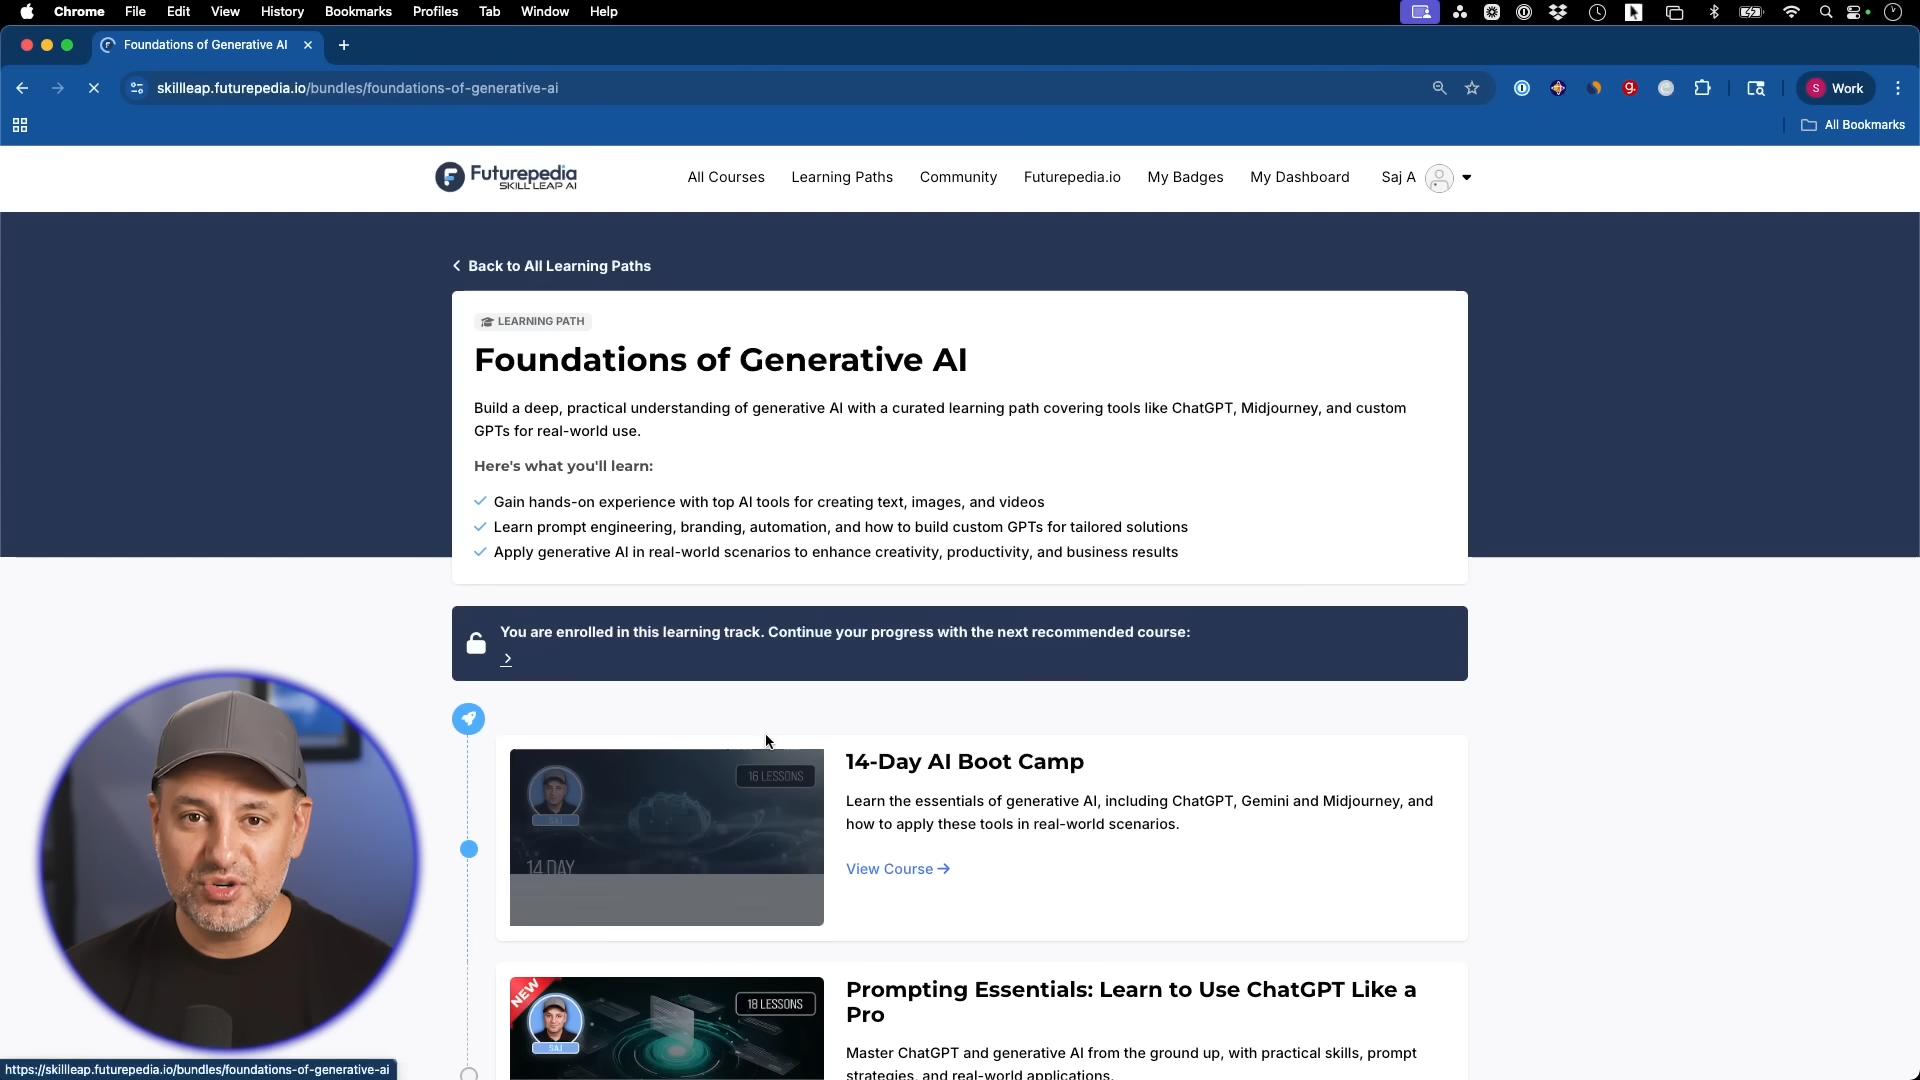 Chrome File Edit View History Bookmarks Profiles Tab Window Help
Foundations of Generative AI
skillleap.futurepedia.io/bundles/foundations-of-generative-ai
S Work
All Bookmarks
Futurepedia
SKILL LEAP AI
All Courses Learning Paths Community Futurepedia.io My Badges My Dashboard Saj A
Back to All Learning Paths
LEARNING PATH
Foundations of Generative AI
Build a deep, practical understanding of generative AI with a curated learning path covering tools like ChatGPT, Midjourney, and custom
GPTs for real-world use.
Here's what you'll learn:
Gain hands-on experience with top AI tools for creating text, images, and videos
Learn prompt engineering, branding, automation, and how to build custom GPTs for tailored solutions
Apply generative AI in real-world scenarios to enhance creativity, productivity, and business results
You are enrolled in this learning track. Continue your progress with the next recommended course:
16 LESSONS
SAJ
14 DAY
14-Day AI Boot Camp
Learn the essentials of generative AI, including ChatGPT, Gemini and Midjourney, and
how to apply these tools in real-world scenarios.
View Course →
NEW
18 LESSONS
SAJ
Prompting Essentials: Learn to Use ChatGPT Like a
Pro
Master ChatGPT and generative AI from the ground up, with practical skills, prompt
strategies, and real-world applications.
https://skillleap.futurepedia.io/bundles/foundations-of-generative-ai